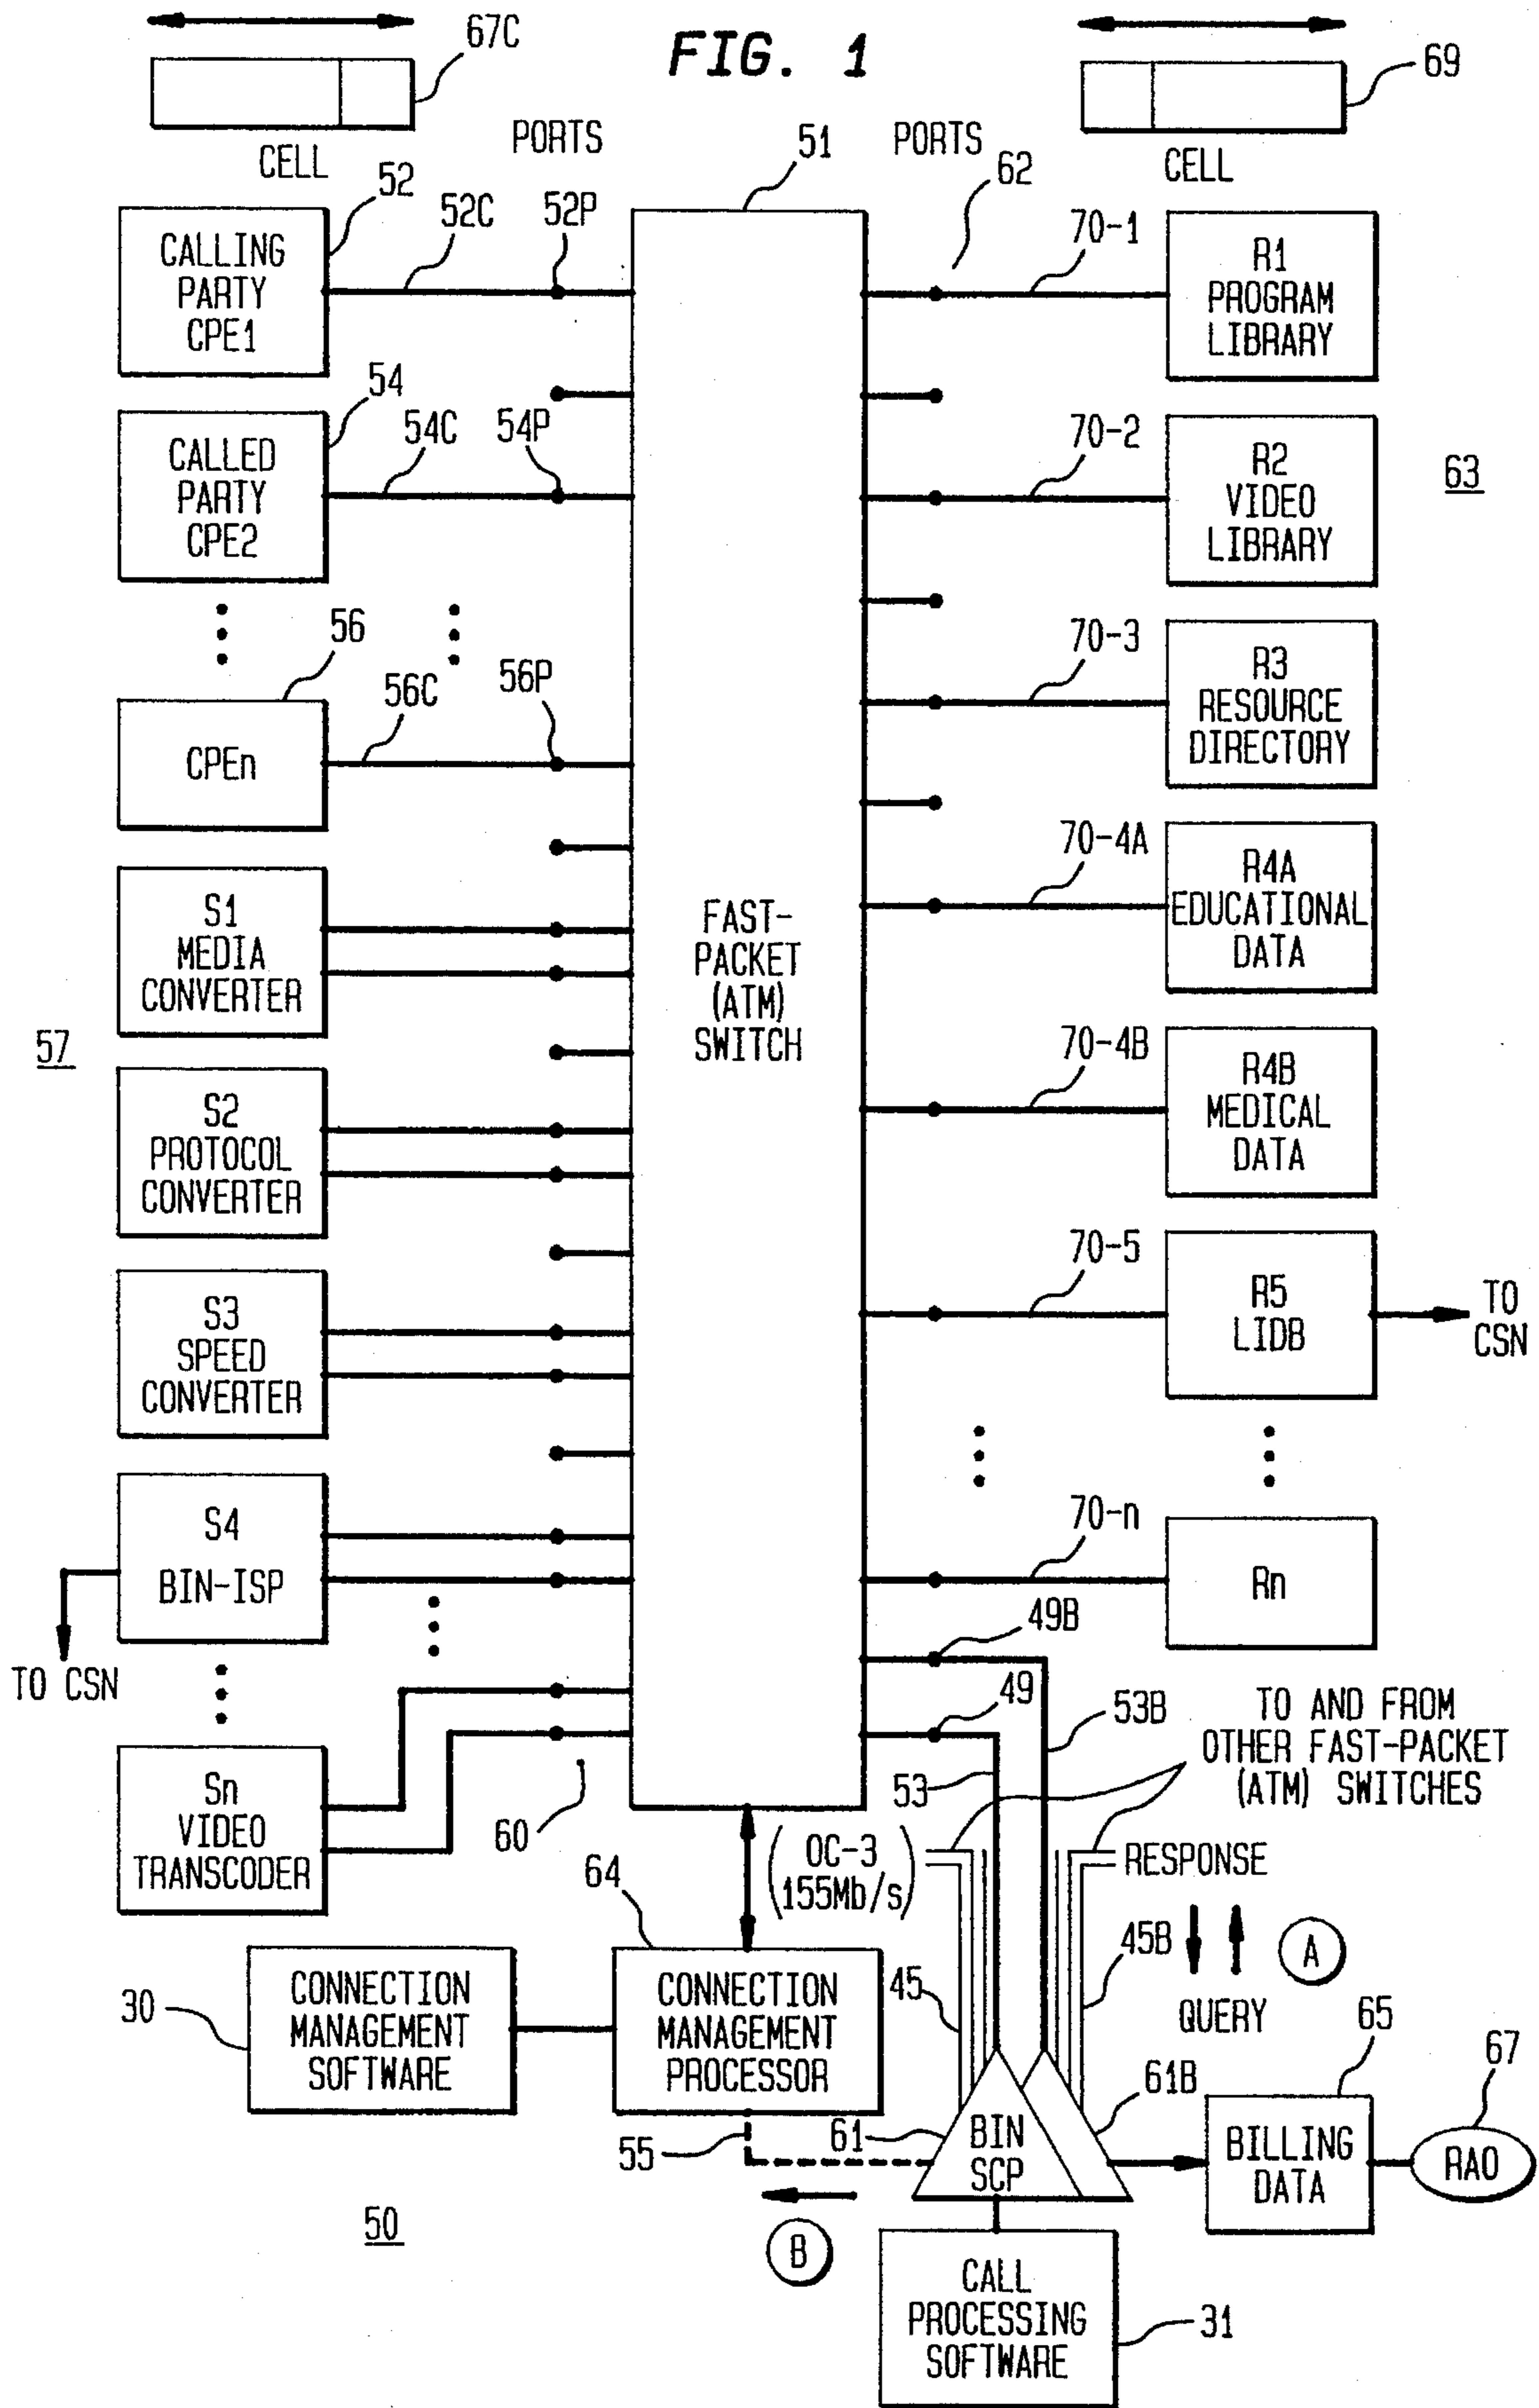 FIG. 1
67C
69
CELL
PORTS
51
PORTS
62
CELL
52
52C
52P
CALLING
PARTY
CPE1
70-1
R1
PROGRAM
LIBRARY
54
54C
54P
CALLED
PARTY
CPE2
70-2
R2
VIDEO
LIBRARY
63
56
56C
56P
CPEn
70-3
R3
RESOURCE
DIRECTORY
S1
MEDIA
CONVERTER
FAST-
PACKET
(ATM)
SWITCH
70-4A
R4A
EDUCATIONAL
DATA
57
S2
PROTOCOL
CONVERTER
70-4B
R4B
MEDICAL
DATA
S3
SPEED
CONVERTER
70-5
R5
LIDB
TO
CSN
S4
BIN-ISP
TO CSN
70-n
Rn
49B
49
53B
53
TO AND FROM
OTHER FAST-PACKET
(ATM) SWITCHES
Sn
VIDEO
TRANSCODER
60
64
(OC-3
155Mb/s)
RESPONSE
45
45B
A
QUERY
30
CONNECTION
MANAGEMENT
SOFTWARE
CONNECTION
MANAGEMENT
PROCESSOR
65
67
55
61
61B
BIN
SCP
BILLING
DATA
RAO
50
B
CALL
PROCESSING
SOFTWARE
31